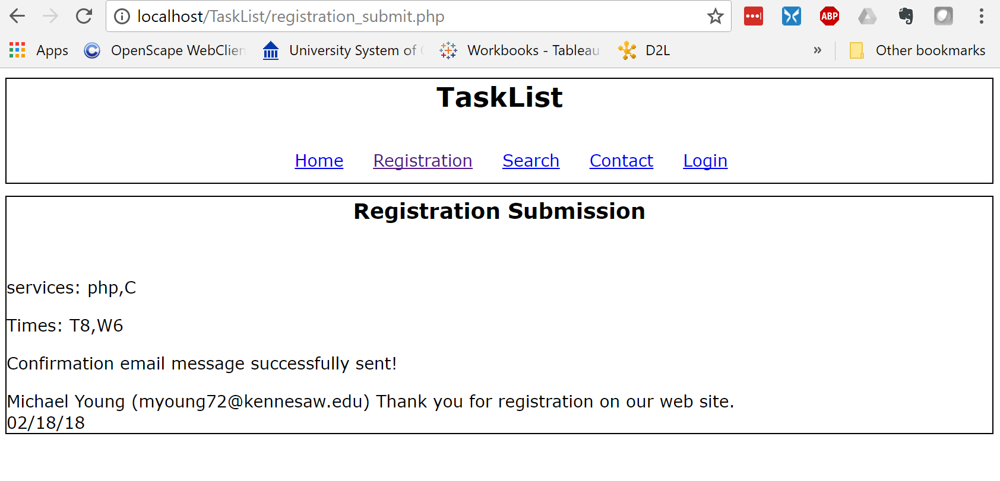 localhost/TaskList/registration_submit.php
ABP
Apps OpenScape WebClien University System of Workbooks - Tableau D2L » Other bookmarks
TaskList
Home Registration Search Contact Login
Registration Submission
services: php,C
Times: T8,W6
Confirmation email message successfully sent!
Michael Young (myoung72@kennesaw.edu) Thank you for registration on our web site.
02/18/18